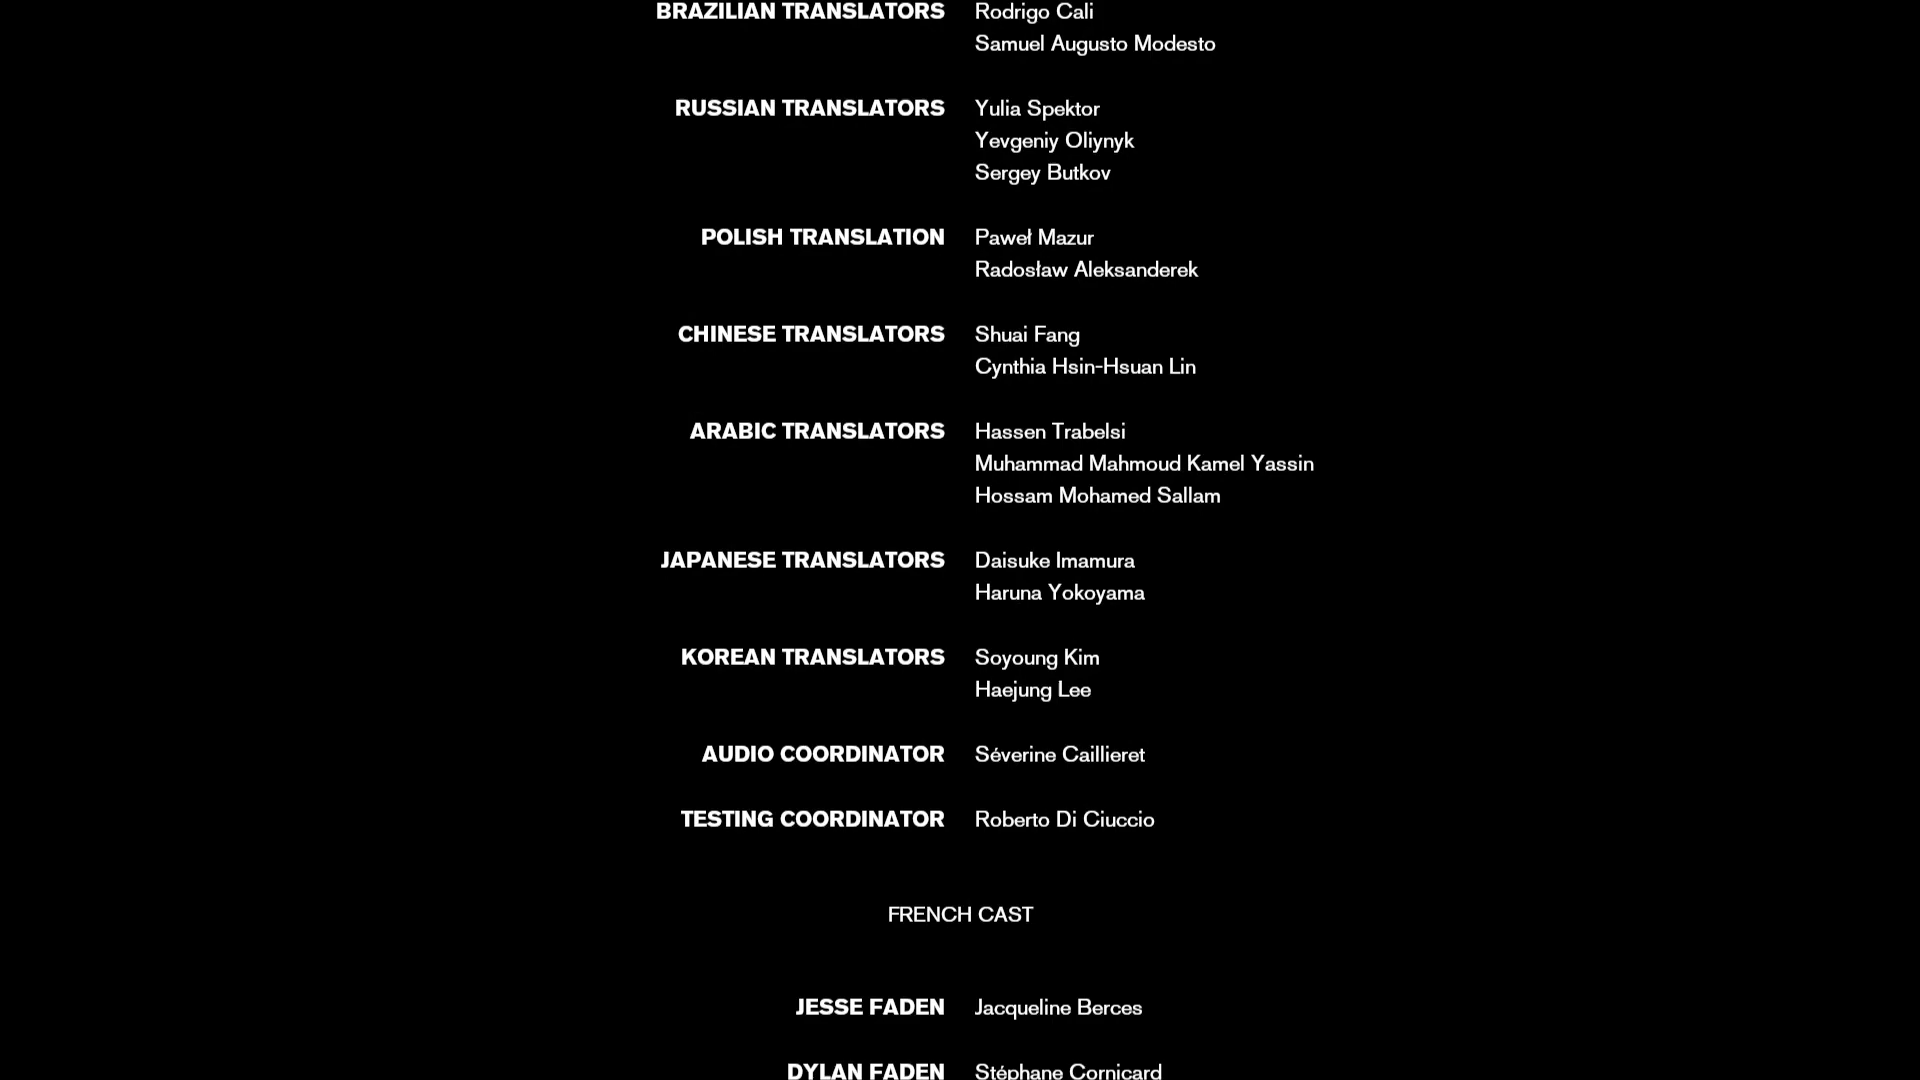 BRAZILIAN TRANSLATORS Rodrigo Cali
Samuel Augusto Modesto
RUSSIAN TRANSLATORS Yulia Spektor
Yevgeniy Oliynyk
Sergey Butkov
POLISH TRANSLATION Paweł Mazur
Radosław Aleksanderek
CHINESE TRANSLATORS Shuai Fang
Cynthia Hsin-Hsuan Lin
ARABIC TRANSLATORS Hassen Trabelsi
Muhammad Mahmoud Kamel Yassin
Hossam Mohamed Sallam
JAPANESE TRANSLATORS Daisuke Imamura
Haruna Yokoyama
KOREAN TRANSLATORS Soyoung Kim
Haejung Lee
AUDIO COORDINATOR Séverine Caillieret
TESTING COORDINATOR Roberto Di Ciuccio
FRENCH CAST
JESSE FADEN Jacqueline Berces
DYLAN FADEN Stéphane Cornicard